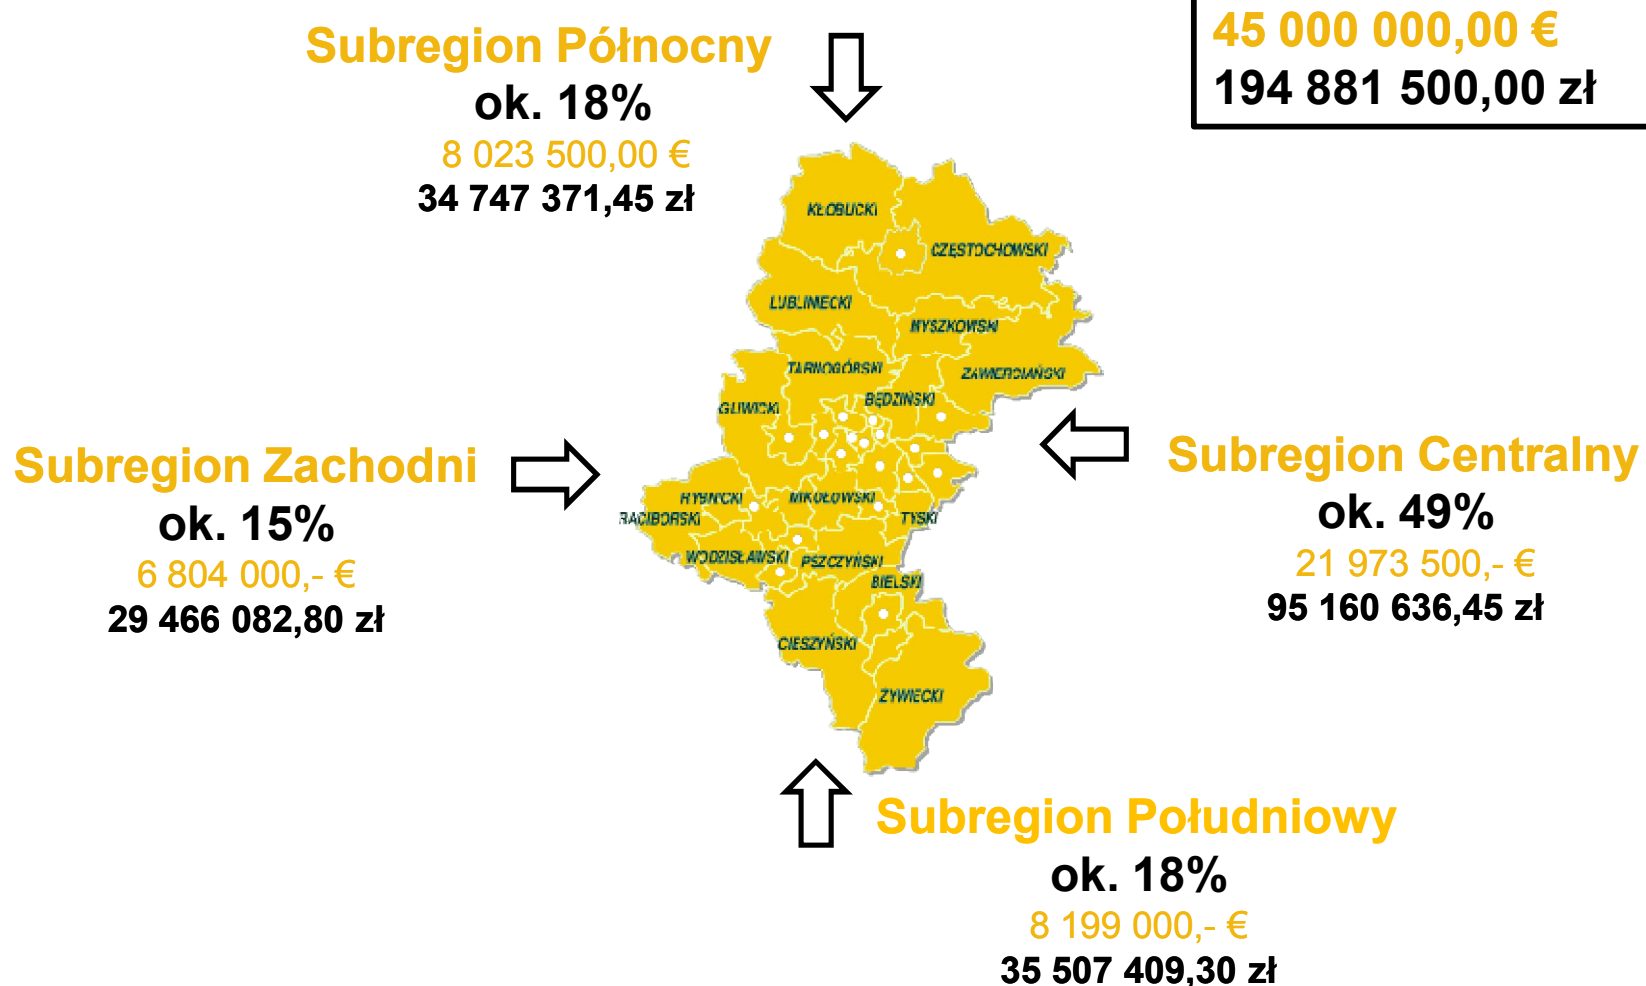 45 000 000,00 €
194 881 500,00 zł
Subregion Północny
ok. 18%
8 023 500,00 €
34 747 371,45 zł
KŁOBUCKI
CZĘSTOCHOWSKI
LUBLINIECKI
MYSZKOWSKI
TARNOGÓRSKI
ZAWIERCIAŃSKI
BĘDZIŃSKI
GLIWICKI
Subregion Zachodni
ok. 15%
6 804 000,- €
29 466 082,80 zł
Subregion Centralny
ok. 49%
21 973 500,- €
95 160 636,45 zł
RYBNICKI
MIKOŁOWSKI
RACIBORSKI
TYSKI
WODZISŁAWSKI
PSZCZYŃSKI
BIELSKI
CIESZYŃSKI
ŻYWIECKI
Subregion Południowy
ok. 18%
8 199 000,- €
35 507 409,30 zł